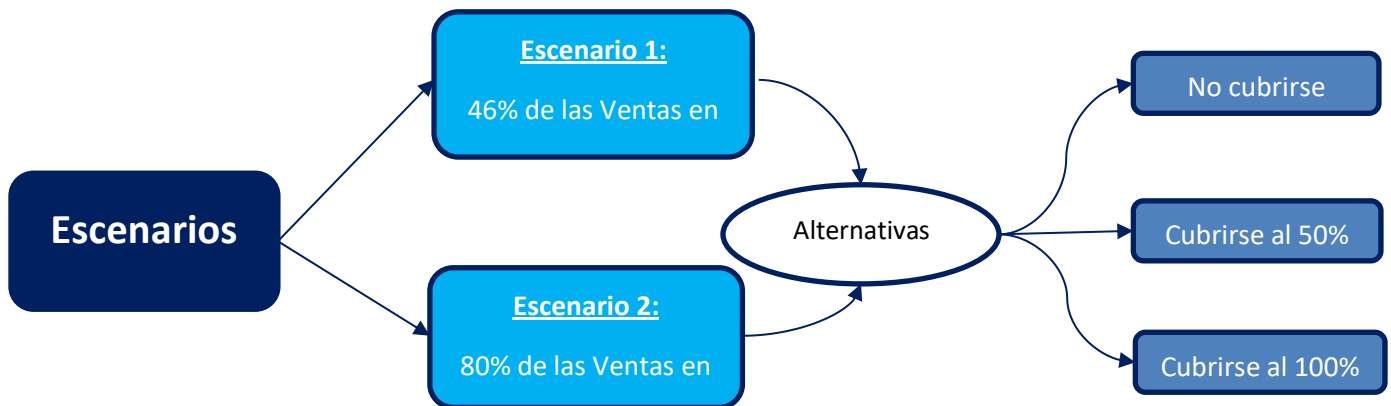 Escenarios
Escenario 1:
46% de las Ventas en
Escenario 2:
80% de las Ventas en
Alternativas
No cubrirse
Cubrirse al 50%
Cubrirse al 100%